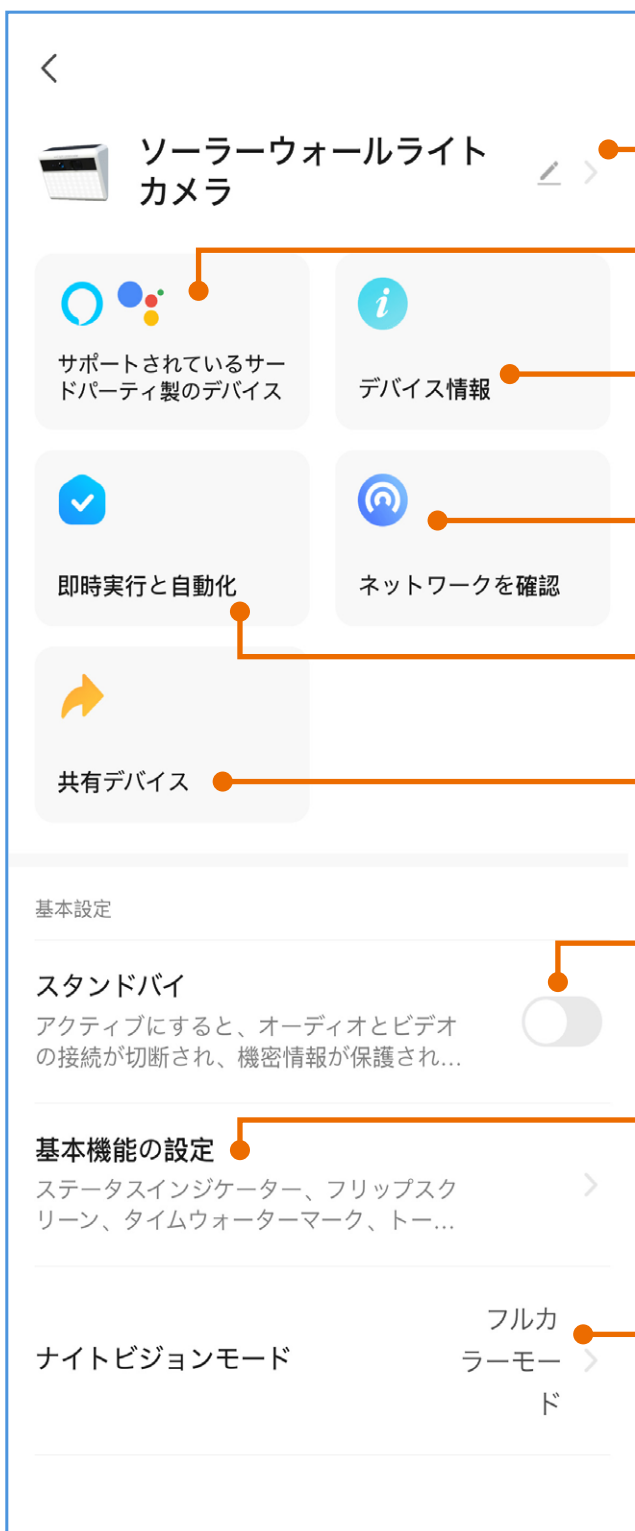 ソーラーウォールライト
カメラ
サポートされているサー
ドパーティ製のデバイス
デバイス情報
即時実行と自動化
ネットワークを確認
共有デバイス
基本設定
スタンドバイ
アクティブにすると、オーディオとビデオ
の接続が切断され、機密情報が保護され...
基本機能の設定
ステータスインジケーター、フリップスク
リーン、タイムウォーターマーク、トー...
ナイトビジョンモード
フルカ
ラーモー
ド